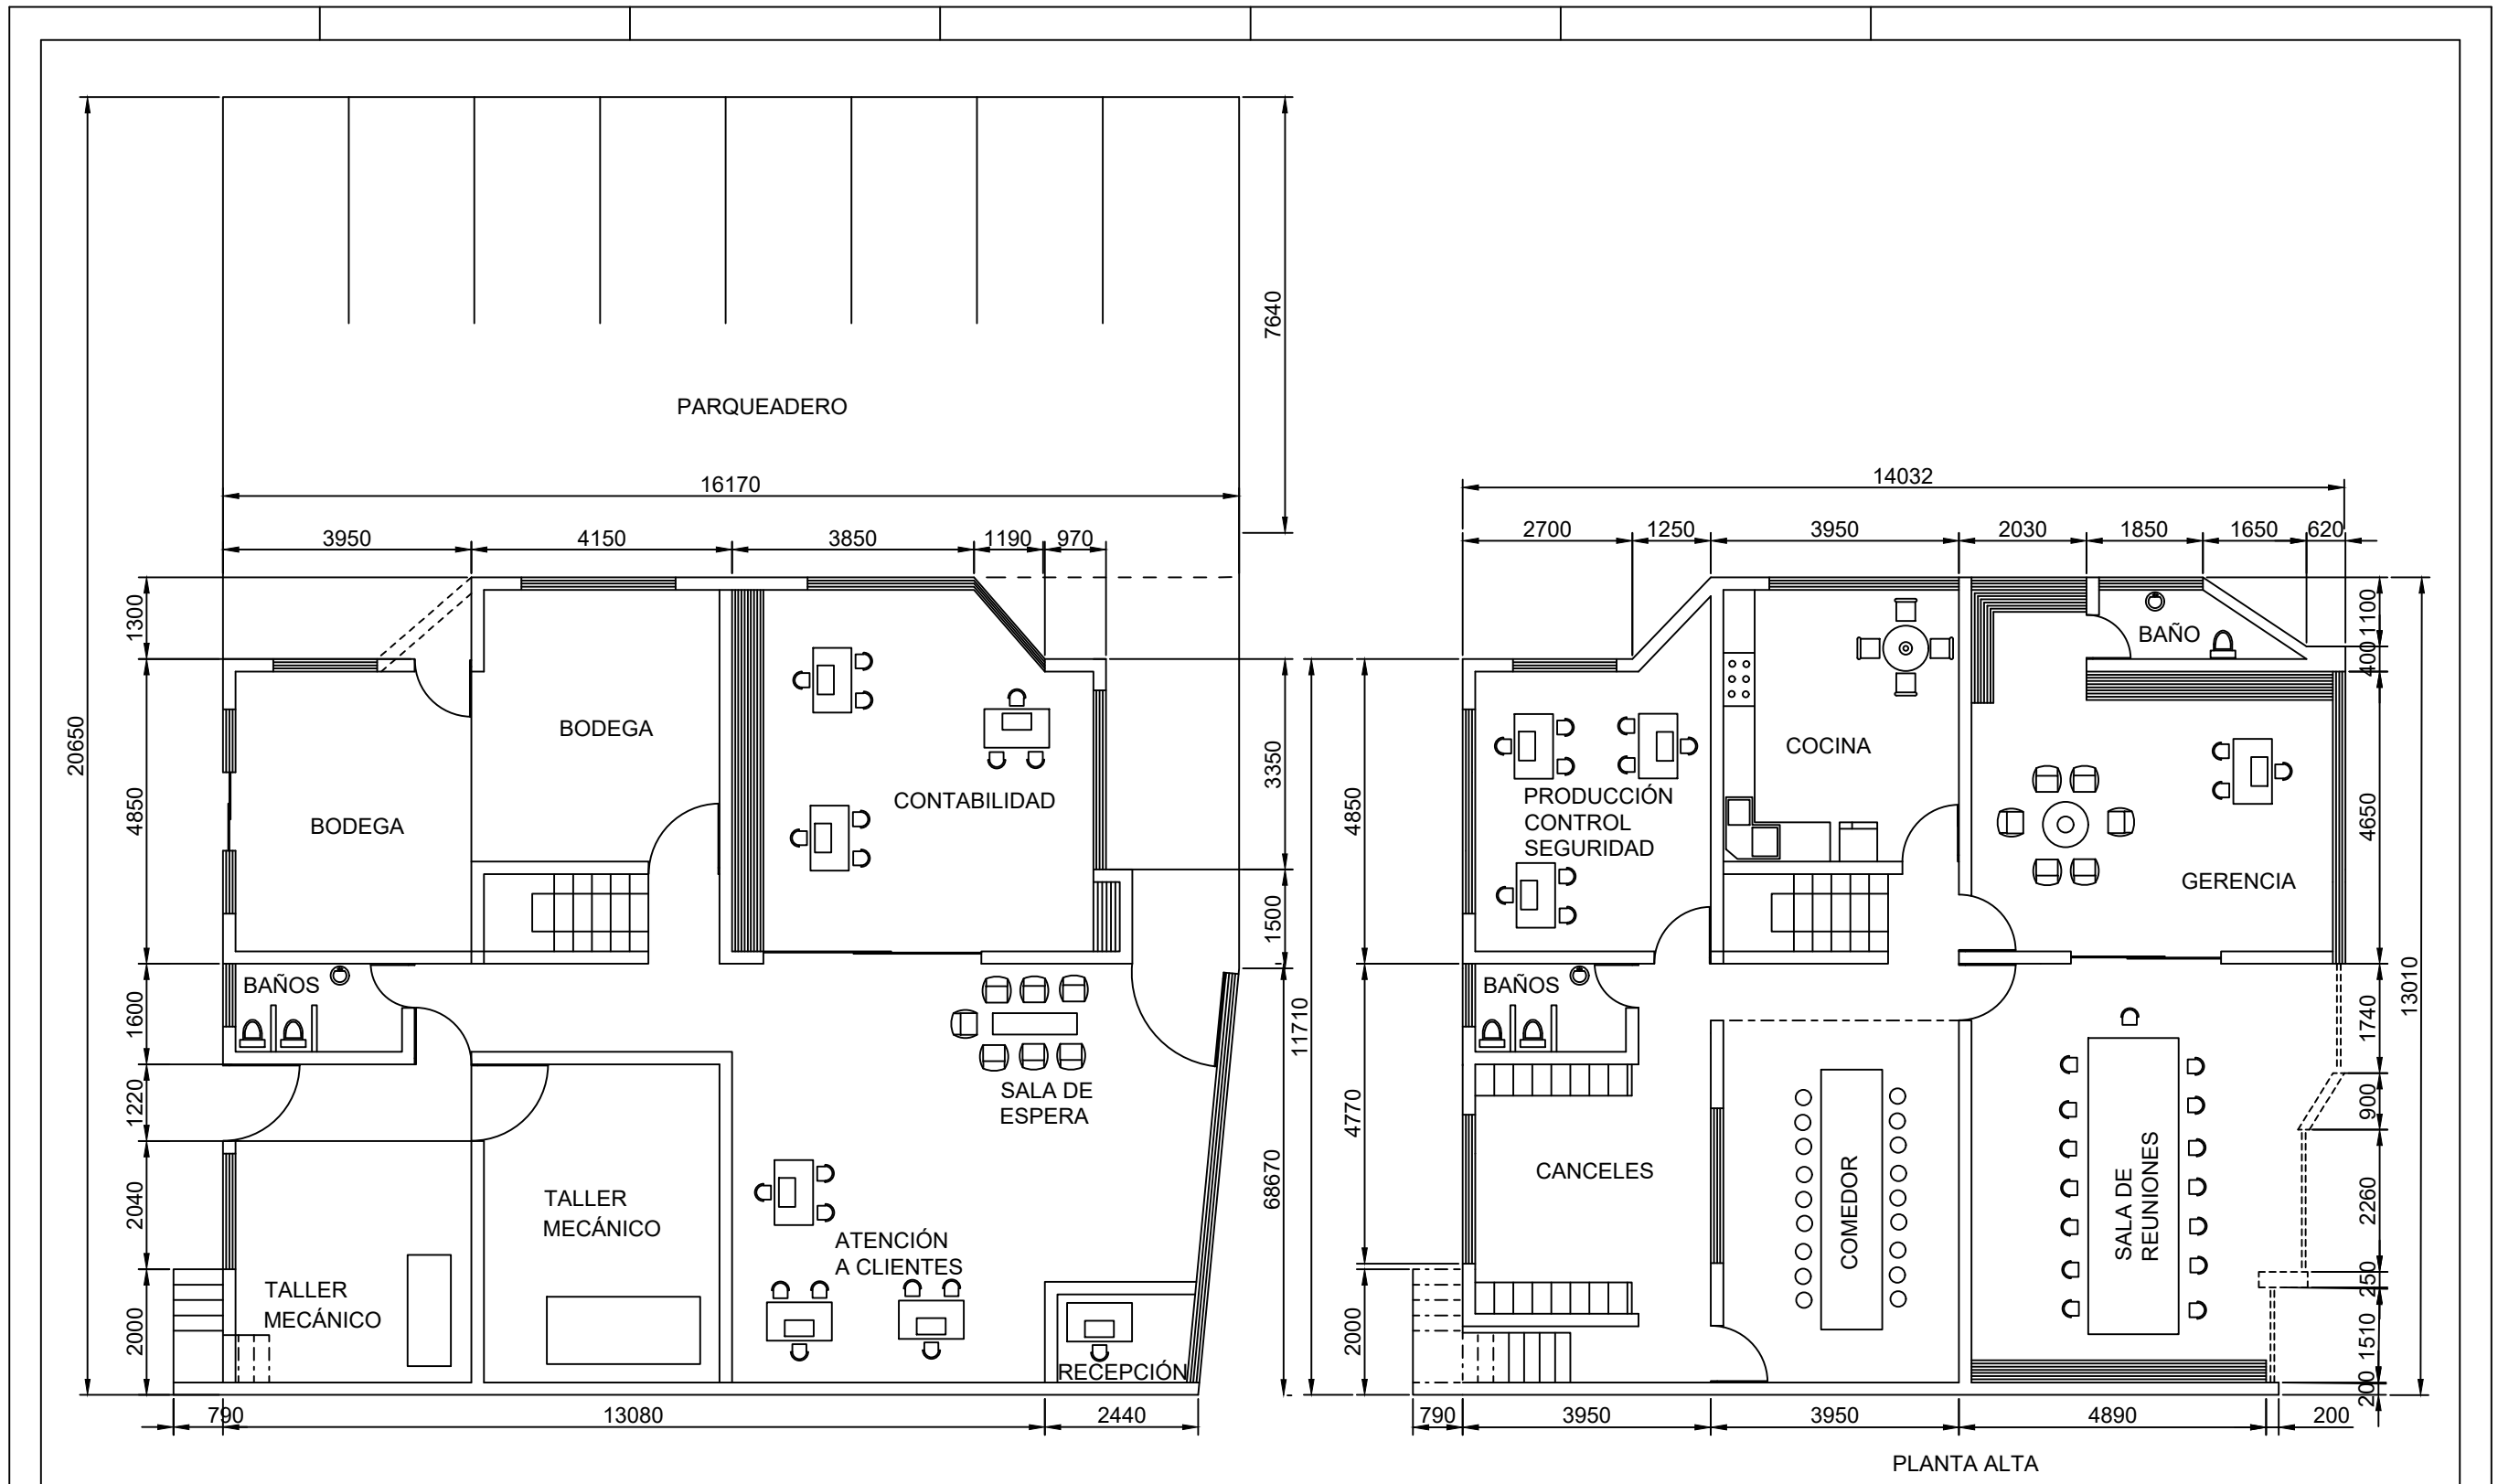 PARQUEADERO
20650
7640
16170
3950
4150
3850
1190
970
1300
4850
1600
1220
2040
2000
BODEGA
BODEGA
CONTABILIDAD
3350
1500
68670
11710
BAÑOS
SALA DE
ESPERA
TALLER
MECÁNICO
TALLER
MECÁNICO
ATENCIÓN
A CLIENTES
RECEPCIÓN
790
13080
2440
14032
2700
1250
3950
2030
1850
1650
620
4850
4770
2000
PRODUCCIÓN
CONTROL
SEGURIDAD
COCINA
BAÑO
GERENCIA
BAÑOS
CANCELES
COMEDOR
SALA DE
REUNIONES
1100
400
4650
1740
900
2260
250
1510
200
13010
790
3950
3950
4890
200
PLANTA ALTA